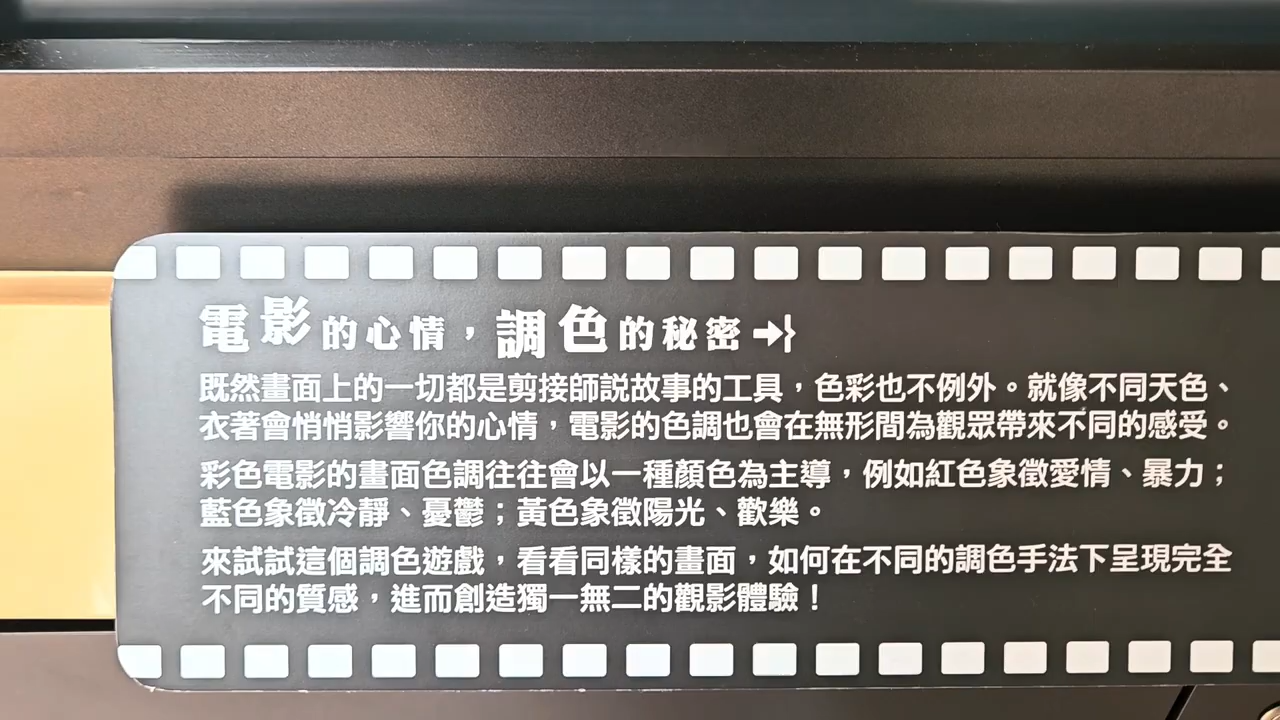 電影的心情，調色的秘密
既然畫面上的一切都是剪接師說故事的工具，色彩也不例外。就像不同天色、
衣著會悄悄影響你的心情，電影的色調也會在無形間為觀眾帶來不同的感受。
彩色電影的畫面色調往往會以一種顏色為主導，例如紅色象徵愛情、暴力；
藍色象徵冷靜、憂鬱；黃色象徵陽光、歡樂。
來試試這個調色遊戲，看看同樣的畫面，如何在不同的調色手法下呈現完全
不同的質感，進而創造獨一無二的觀影體驗！